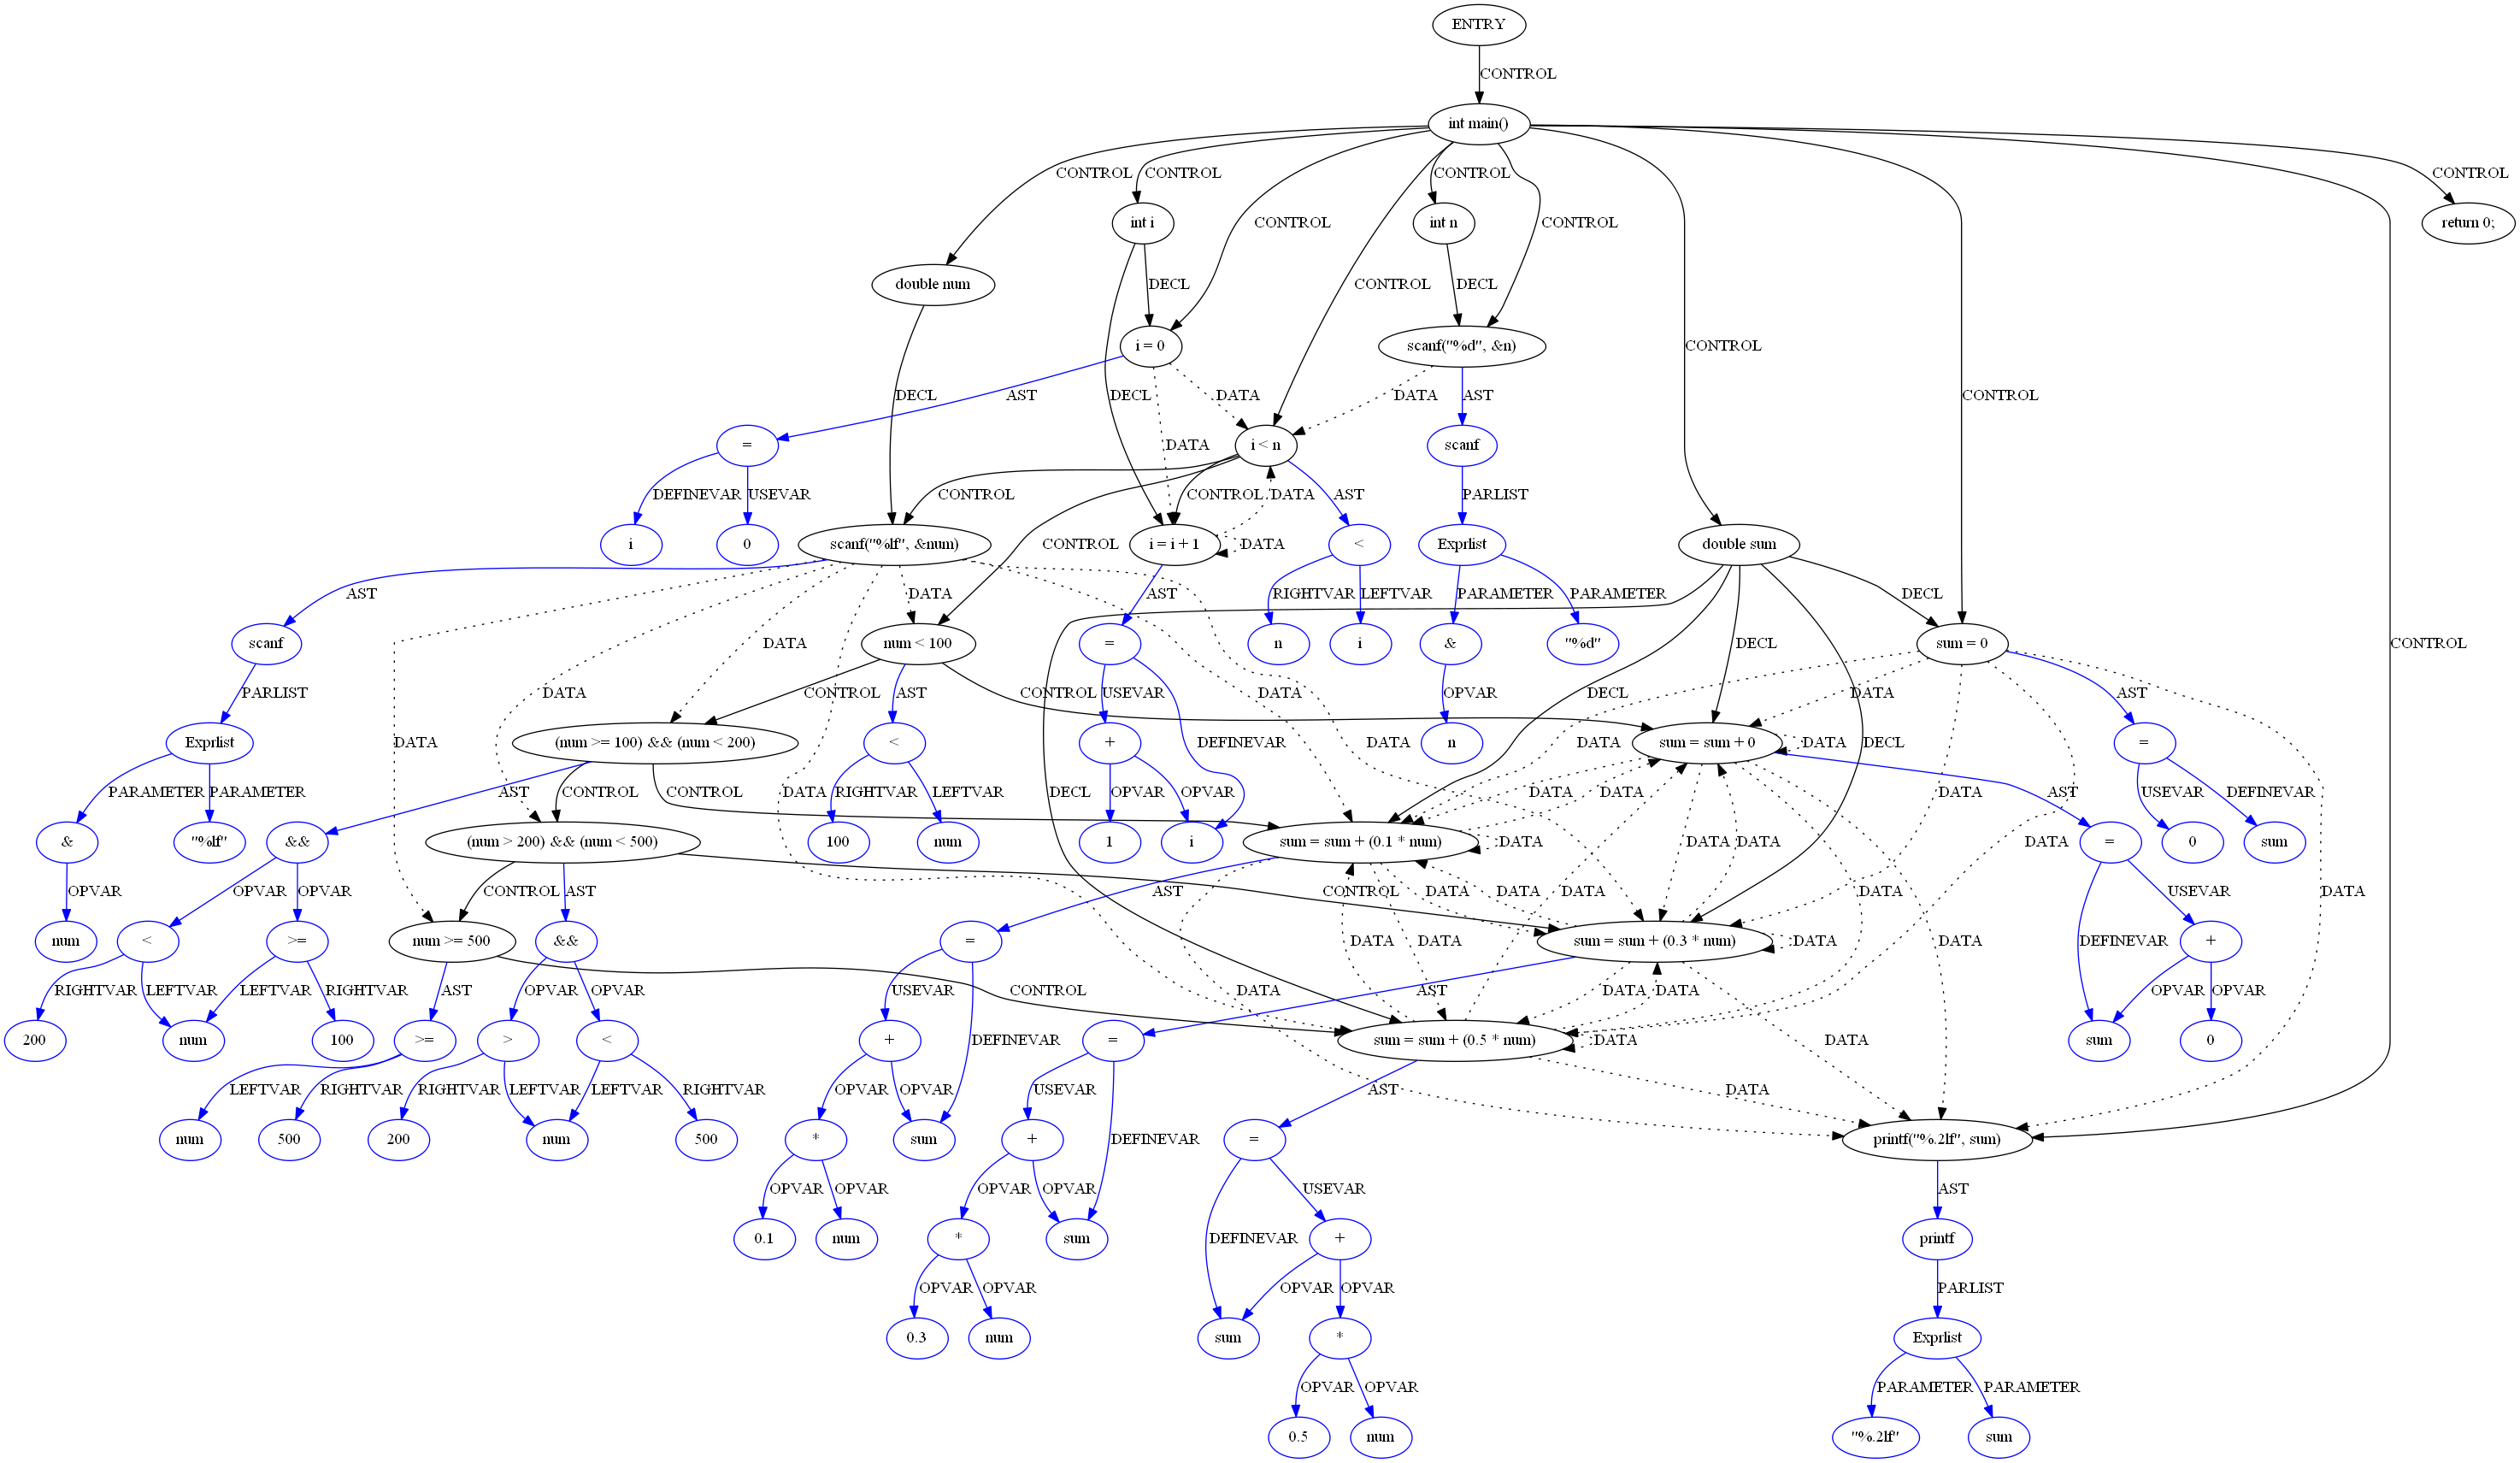 ENTRY
CONTROL
int main()
CONTROL CONTROL CONTROL CONTROL
int i int n return 0;
CONTROL CONTROL
double num DECL CONTROL DECL
i = 0 scanf("%d", &n) CONTROL
DECL DECL AST DATA DATA AST CONTROL
= DATA i < n scanf
DEFINEVAR USEVAR CONTROL CONTROL DATA AST PARLIST
i 0 scanf("%lf", &num) CONTROL i = i + 1 DATA < Exprlist double sum
AST DATA DATA AST RIGHTVAR LEFTVAR PARAMETER PARAMETER DECL
scanf num < 100 = n i & "%d" DECL sum = 0 CONTROL
PARLIST DATA CONTROL AST CONTROL USEVAR OPVAR DECL DATA AST
Exprlist DATA (num >= 100) && (num < 200) < + DEFINEVAR DATA n DATA sum = sum + 0 DATA DECL =
PARAMETER PARAMETER AST CONTROL CONTROL DATA RIGHTVAR LEFTVAR OPVAR OPVAR DECL DATA DATA DATA USEVAR DEFINEVAR
& "%lf" && (num > 200) && (num < 500) 100 num 1 i sum = sum + (0.1 * num) DATA DATA DATA DATA = 0 sum
OPVAR OPVAR OPVAR CONTROL AST CONTROL AST DATA DATA DATA DATA USEVAR DATA
num < >= num >= 500 && = sum = sum + (0.3 * num) DATA DATA DEFINEVAR +
RIGHTVAR LEFTVAR LEFTVAR RIGHTVAR AST OPVAR OPVAR CONTROL USEVAR DATA AST DATA DATA DATA DATA OPVAR OPVAR
200 num 100 >= > < + DEFINEVAR = sum = sum + (0.5 * num) DATA DATA sum 0
LEFTVAR RIGHTVAR RIGHTVAR LEFTVAR LEFTVAR RIGHTVAR OPVAR OPVAR USEVAR AST DATA
num 500 200 num 500 * sum + DEFINEVAR = printf("%.2lf", sum)
OPVAR OPVAR OPVAR OPVAR USEVAR AST
0.1 num * sum DEFINEVAR + printf
OPVAR OPVAR OPVAR OPVAR PARLIST
0.3 num sum * Exprlist
OPVAR OPVAR PARAMETER PARAMETER
0.5 num "%.2lf" sum